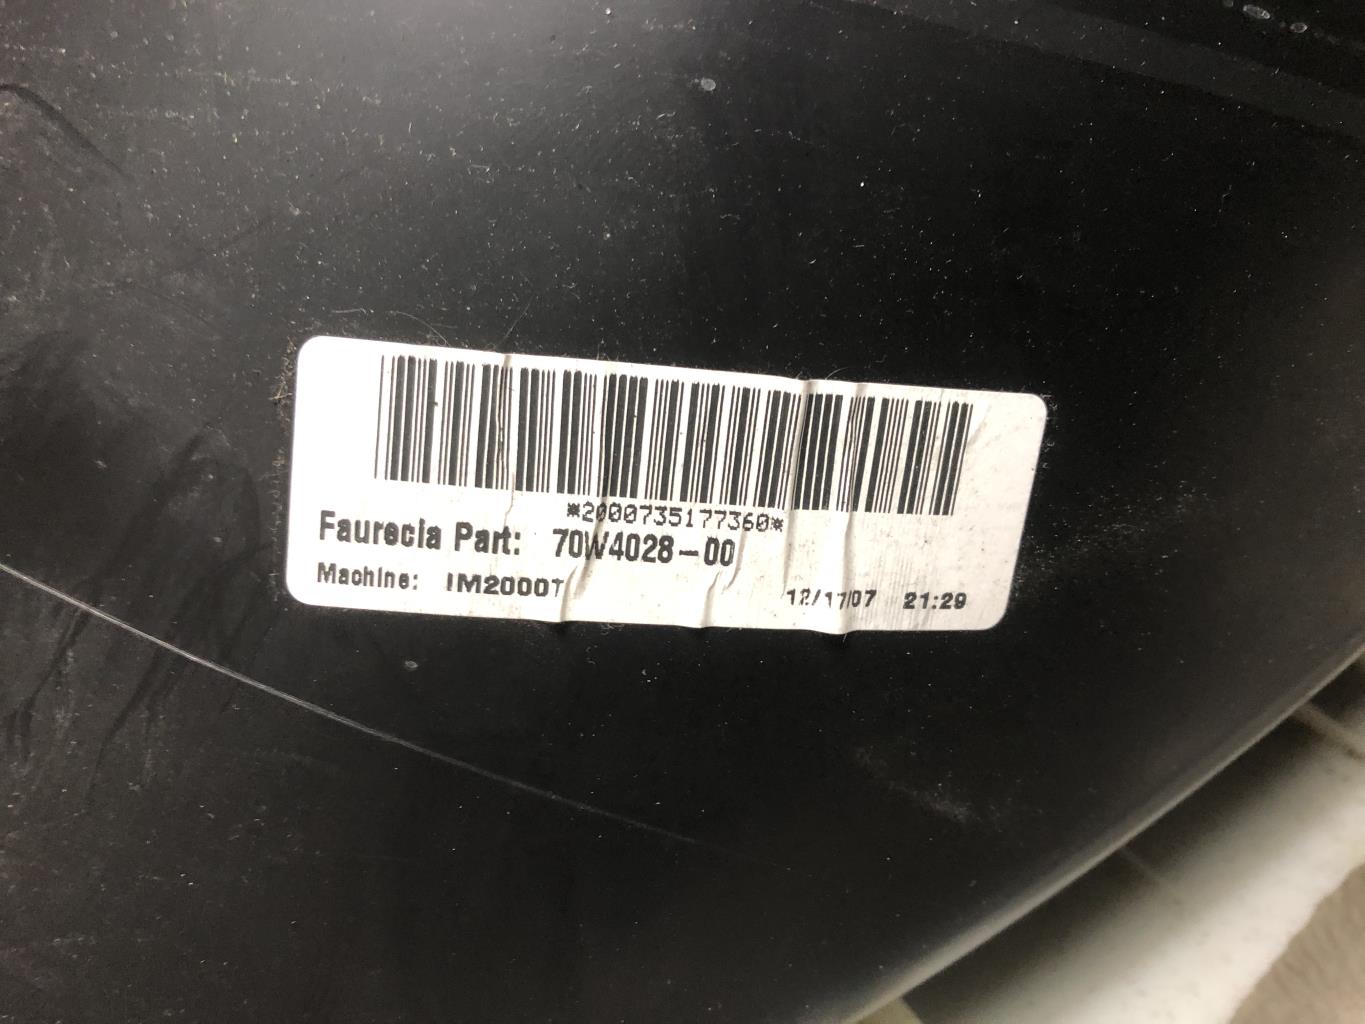 *2000735177360*
Faurecia Part: 70W4028-00
Machine: IM2000T
12/17/07 21:29